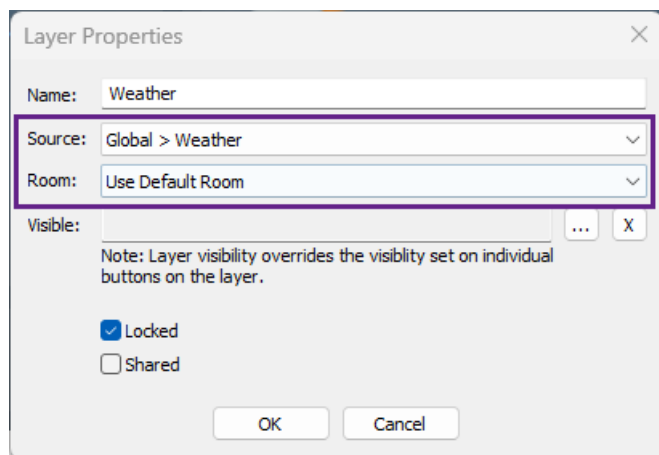 Layer Properties
Name: Weather
Source: Global > Weather
Room: Use Default Room
Visible: ... X
Note: Layer visibility overrides the visiblity set on individual
buttons on the layer.
Locked
Shared
OK Cancel